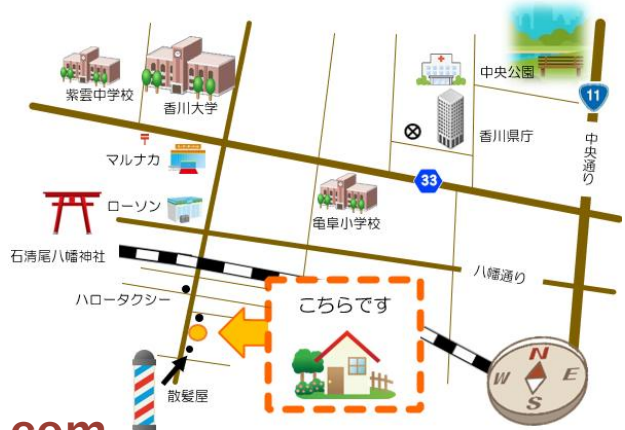 中央公園
11
紫雲中学校
香川大学
香川県庁
中央通り
マルナカ
33
ローソン
亀阜小学校
石清尾八幡神社
八幡通り
ハロータクシー
こちらです
N
W
E
S
散髪屋
com